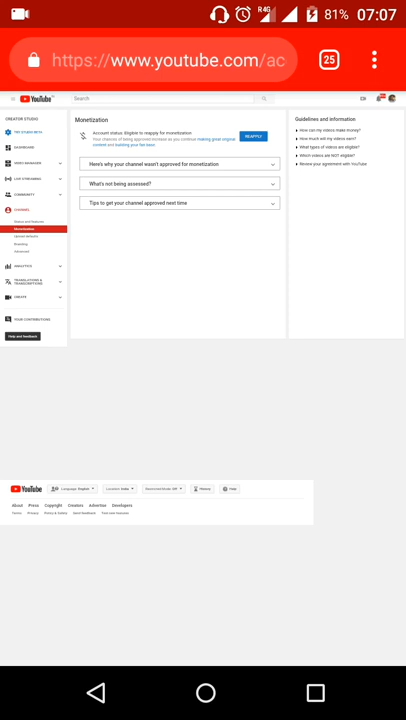 R4G
81% 07:07
https://www.youtube.com/ac
25
YouTube
Search
CREATOR STUDIO
TRY STUDIO BETA
DASHBOARD
VIDEO MANAGER
LIVE STREAMING
COMMUNITY
CHANNEL
Status and features
Monetization
Upload defaults
Branding
Advanced
ANALYTICS
TRANSLATIONS & TRANSCRIPTIONS
CREATE
YOUR CONTRIBUTIONS
Help and feedback
Monetization
Account status: Eligible to reapply for monetization
Your chances of being approved increase as you continue making great original
content and building your fan base.
REAPPLY
Here's why your channel wasn't approved for monetization
What's not being assessed?
Tips to get your channel approved next time
Guidelines and information
How can my videos make money?
How much will my videos earn?
What types of videos are eligible?
Which videos are NOT eligible?
Review your agreement with YouTube
YouTube
Language: English
Location: India
Restricted Mode: Off
History
Help
About Press Copyright Creators Advertise Developers
Terms Privacy Policy & Safety Send feedback Test new features